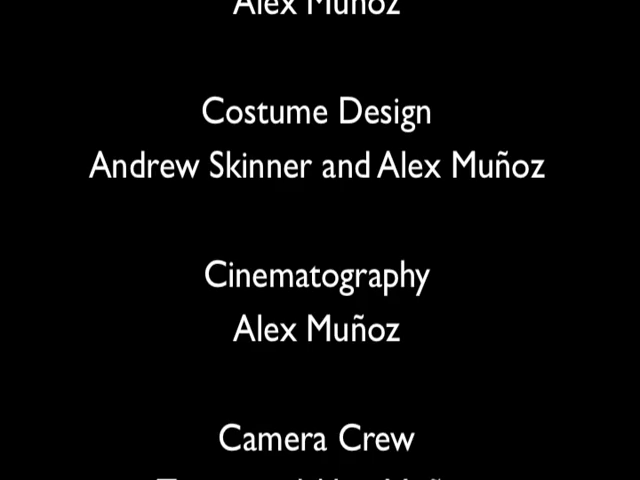 Alex Muñoz
Costume Design
Andrew Skinner and Alex Muñoz
Cinematography
Alex Muñoz
Camera Crew